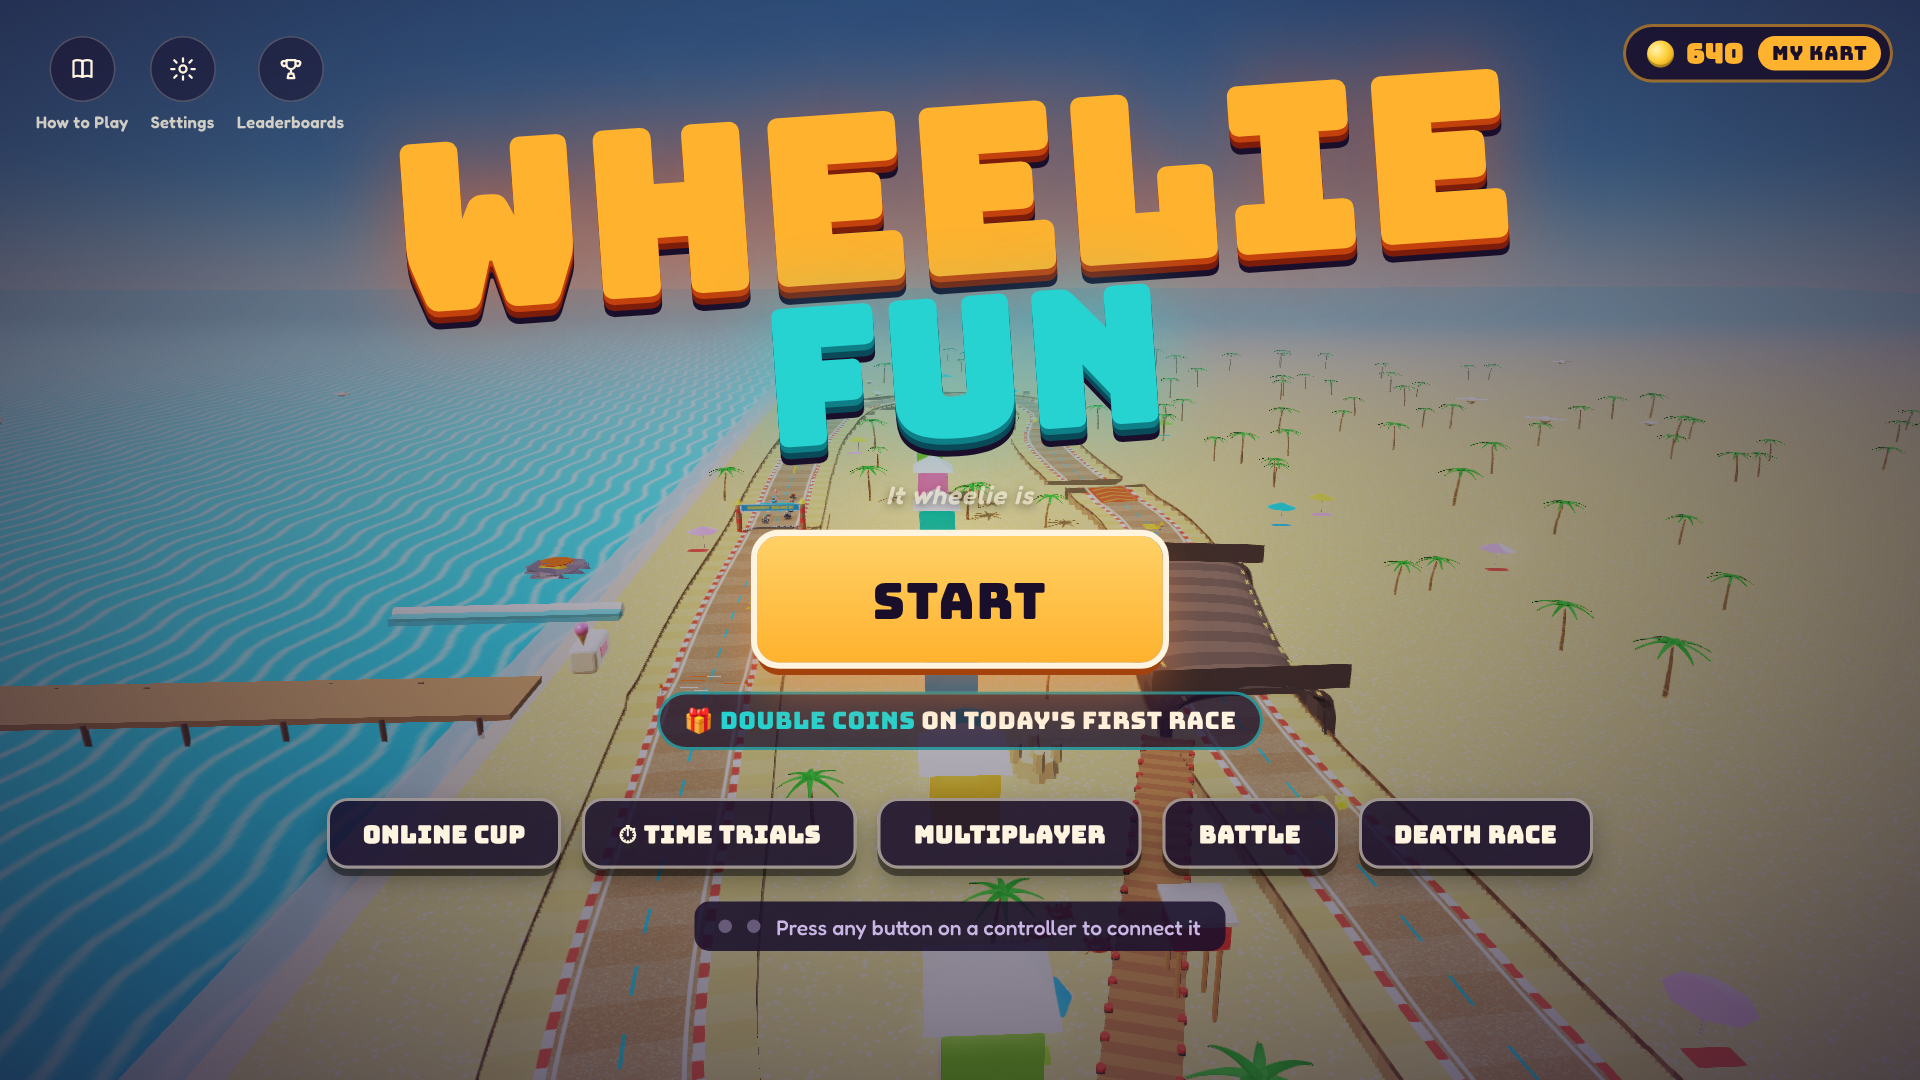 How to Play
Settings
Leaderboards
640
MY KART
WHEELIE
FUN
It wheelie is
START
DOUBLE COINS ON TODAY'S FIRST RACE
ONLINE CUP
TIME TRIALS
MULTIPLAYER
BATTLE
DEATH RACE
Press any button on a controller to connect it